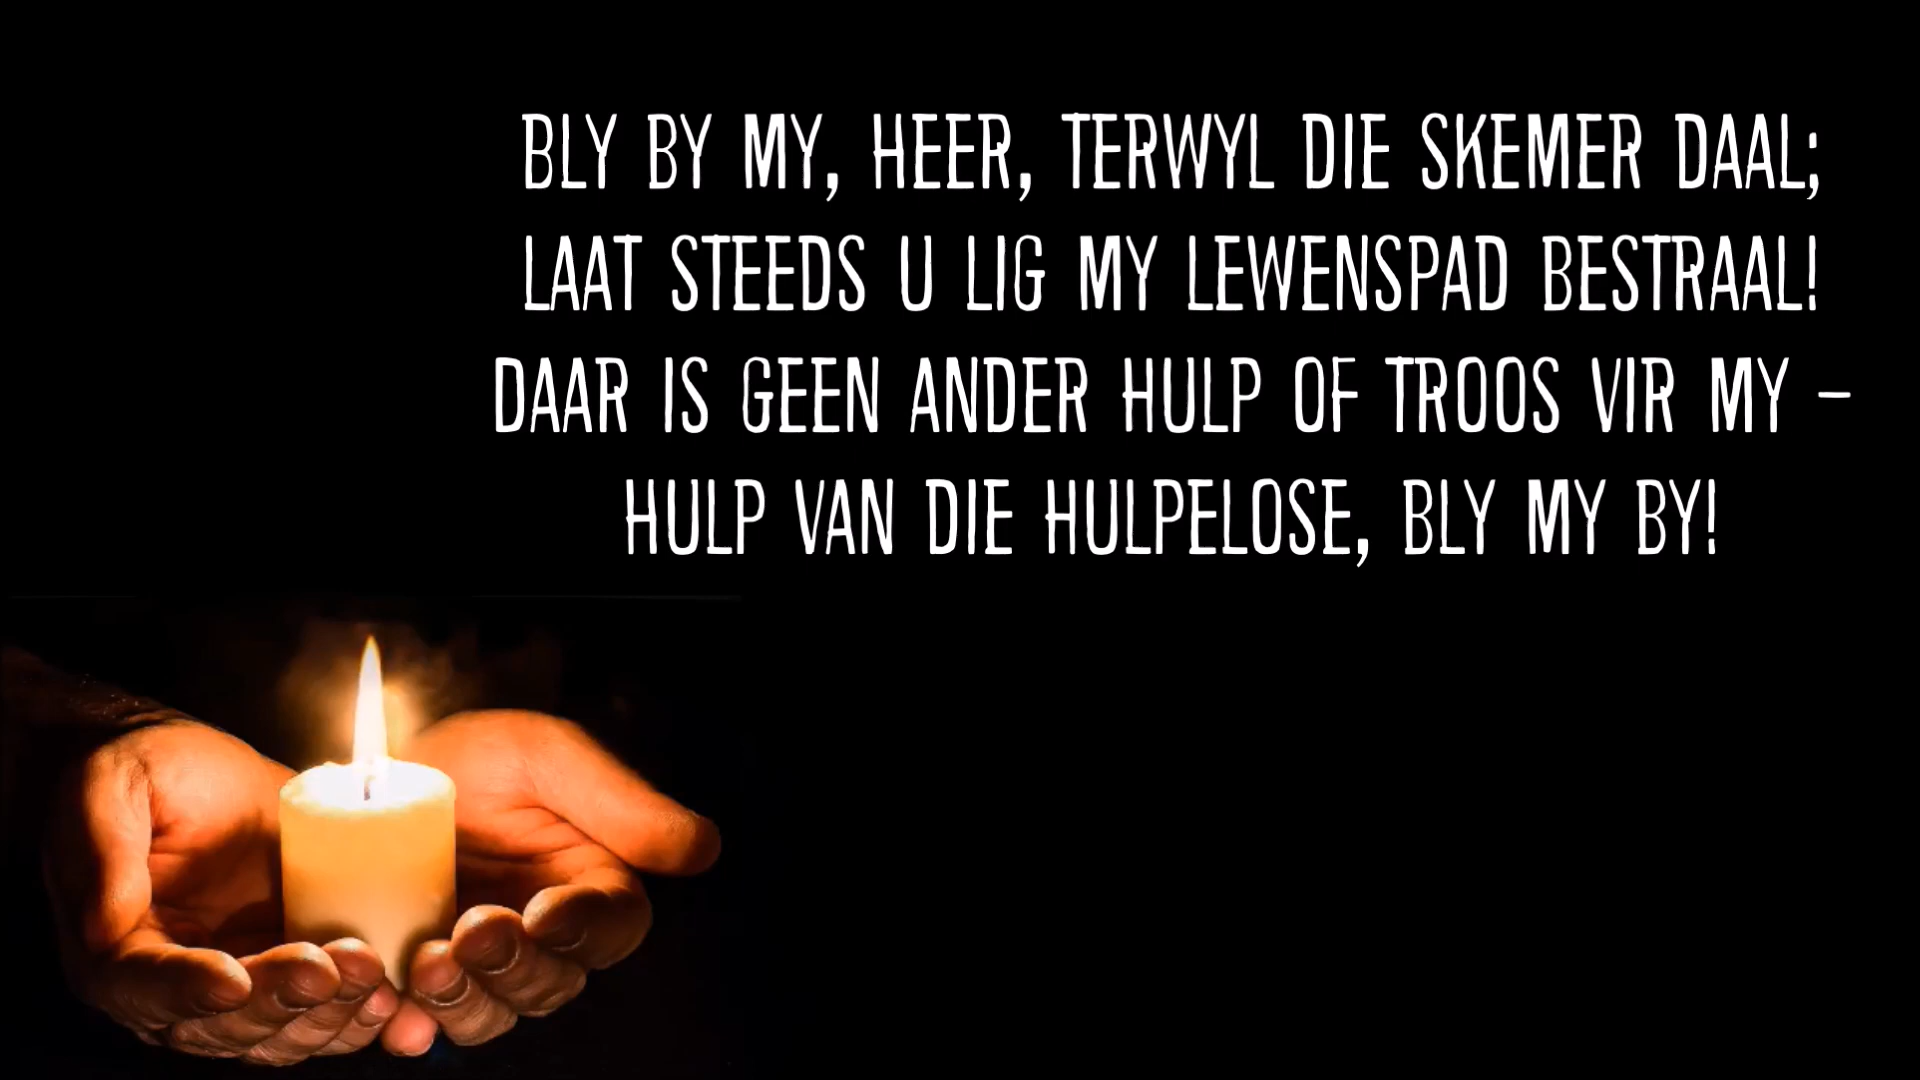 BLY BY MY, HEER, TERWYL DIE SKEMER DAAL;
LAAT STEEDS U LIG MY LEWENSPAD BESTRAAL!
DAAR IS GEEN ANDER HULP OF TROOS VIR MY –
HULP VAN DIE HULPELOSE, BLY MY BY!